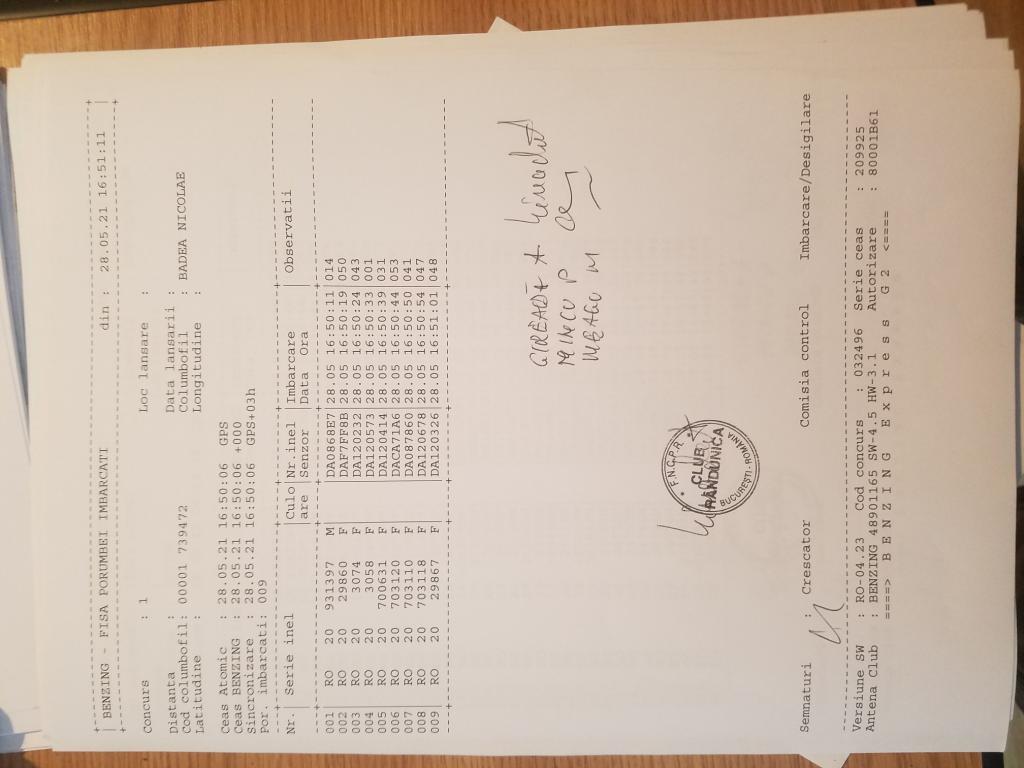 BENZING - FISA PORUMBEI IMBARCATI din : 28.05.21 16:51:11
Concurs : 1 Loc lansare :
Distanta : Data lansarii :
Cod columbofil: 00001 739472 Columbofil : BADEA NICOLAE
Latitudine : Longitudine :
Ceas Atomic : 28.05.21 16:50:06 GPS
Ceas BENZING : 28.05.21 16:50:06 +000
Sincronizare : 28.05.21 16:50:06 GPS+03h
Por. imbarcati: 009
Nr. | Serie inel | Culo | Nr.inel | Imbarcare | Observatii
are | Senzor | Data Ora
001 RO 20 931397 M DA0868E7 28.05 16:50:11 014
002 RO 20 29860 F DAF7FF8B 28.05 16:50:19 050
003 RO 20 3074 F DA120232 28.05 16:50:24 043
004 RO 20 3058 F DA120573 28.05 16:50:33 001
005 RO 20 700631 F DA120414 28.05 16:50:39 031
006 RO 20 703120 F DACA71A6 28.05 16:50:44 053
007 RO 20 703110 F DA087860 28.05 16:50:50 041
008 RO 20 703118 F DA120678 28.05 16:50:54 047
009 RO 20 29867 F DA120326 28.05 16:51:01 048
A
MINCU P
NEAGU M
F.N.C.P.R.
CLUB
RÂNDUNICA
BUCUREŞTI - ROMANIA
Semnaturi : Crescator Comisia control Imbarcare/Desigilare
Versiune SW : RO-04.23 Cod concurs : 032496 Serie ceas : 209925
Antena Club : BENZING 48901165 SW-4.5 HW-3.1 Autorizare : 80001B61
====> B E N Z I N G E x p r e s s G 2 <====